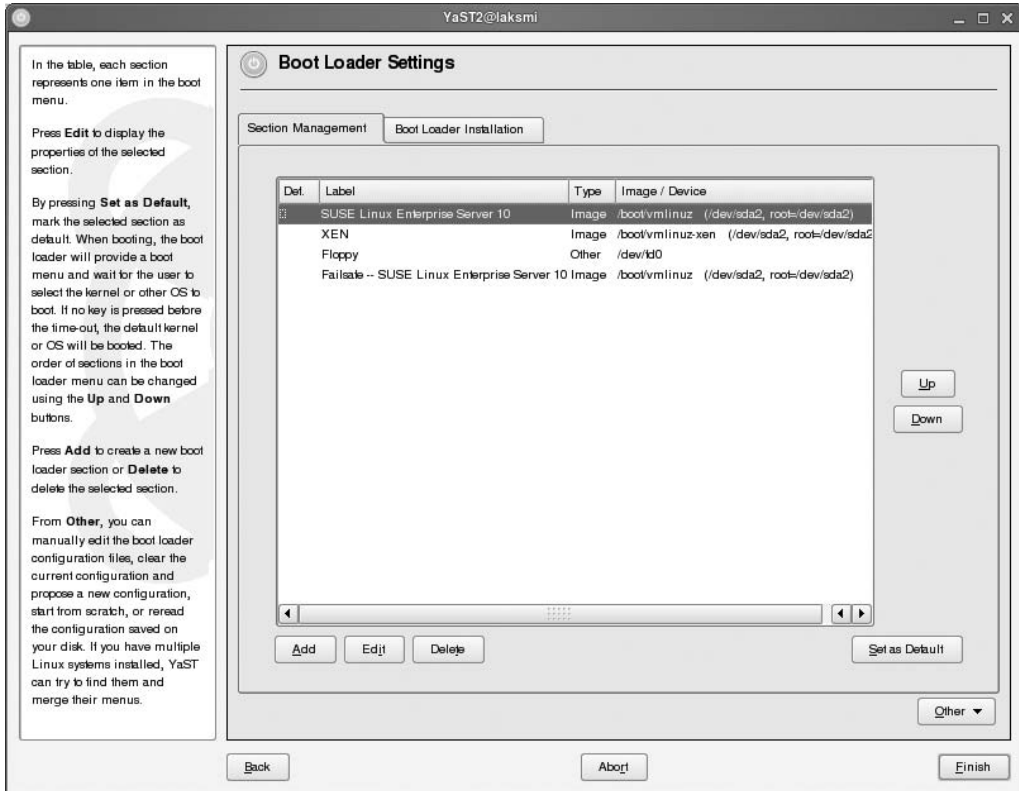 YaST2@laksmi
In the table, each section
represents one item in the boot
menu.
Press Edit to display the
properties of the selected
section.
By pressing Set as Default,
mark the selected section as
default. When booting, the boot
loader will provide a boot
menu and wait for the user to
select the kernel or other OS to
boot. If no key is pressed before
the time-out, the default kernel
or OS will be booted. The
order of sections in the boot
loader menu can be changed
using the Up and Down
buttons.
Press Add to create a new boot
loader section or Delete to
delete the selected section.
From Other, you can
manually edit the boot loader
configuration files, clear the
current configuration and
propose a new configuration,
start from scratch, or reread
the configuration saved on
your disk. If you have multiple
Linux systems installed, YaST
can try to find them and
merge their menus.
Boot Loader Settings
Section Management Boot Loader Installation
Def. Label Type Image / Device
SUSE Linux Enterprise Server 10 Image /boot/vmlinuz (/dev/sda2, root=/dev/sda2)
XEN Image /boot/vmlinuz-xen (/dev/sda2, root=/dev/sda2
Floppy Other /dev/fd0
Failsafe -- SUSE Linux Enterprise Server 10 Image /boot/vmlinuz (/dev/sda2, root=/dev/sda2)
Up
Down
Add Edit Delete Set as Default
Other
Back Abort Finish